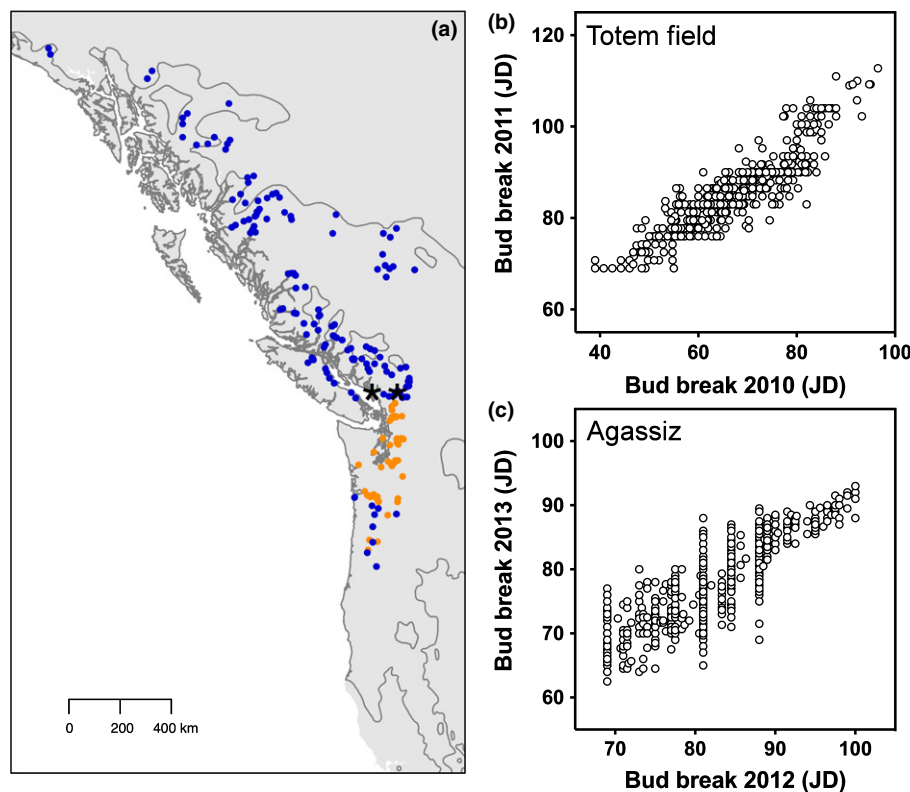 (a)
0 200 400 km
(b)
Totem field
120
100
80
60
Bud break 2011 (JD)
40 60 80 100
Bud break 2010 (JD)
(c)
Agassiz
100
90
80
70
60
Bud break 2013 (JD)
70 80 90 100
Bud break 2012 (JD)